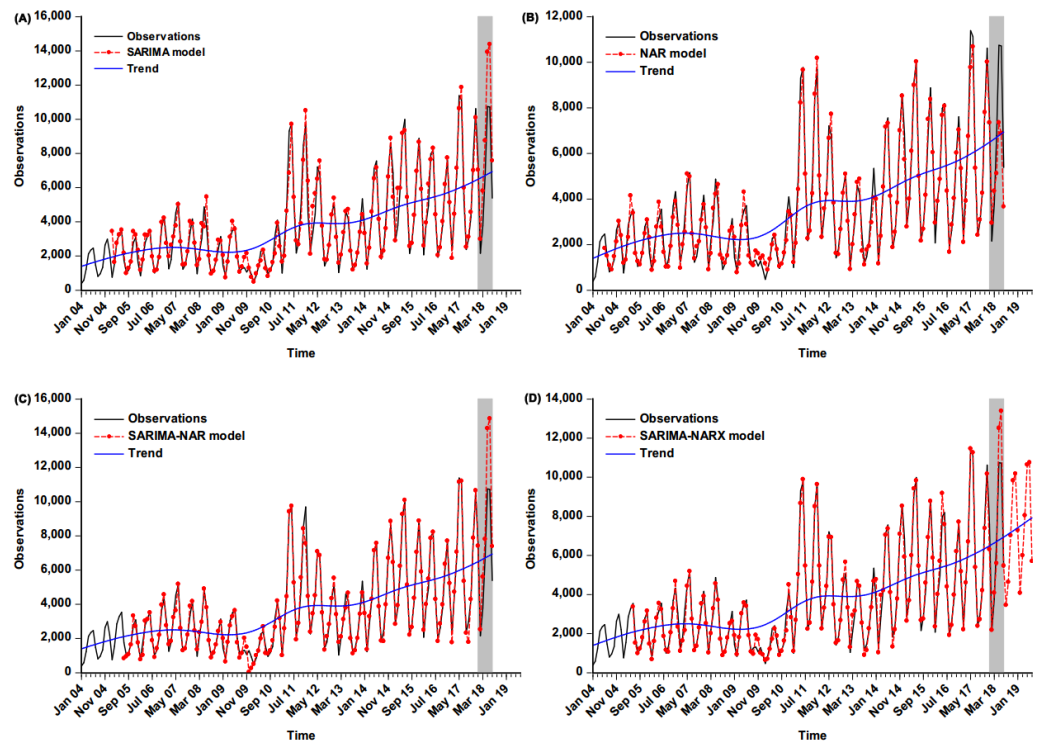 (A)
16,000
14,000
12,000
10,000
8,000
6,000
4,000
2,000
0
Observations
Observations
SARIMA model
Trend
Jan 04
Nov 04
Sep 05
Jul 06
May 07
Mar 08
Jan 09
Nov 09
Sep 10
Jul 11
May 12
Mar 13
Jan 14
Nov 14
Sep 15
Jul 16
May 17
Mar 18
Jan 19
Time
(B)
12,000
10,000
8,000
6,000
4,000
2,000
0
Observations
Observations
NAR model
Trend
Jan 04
Nov 04
Sep 05
Jul 06
May 07
Mar 08
Jan 09
Nov 09
Sep 10
Jul 11
May 12
Mar 13
Jan 14
Nov 14
Sep 15
Jul 16
May 17
Mar 18
Jan 19
Time
(C)
16,000
14,000
12,000
10,000
8,000
6,000
4,000
2,000
0
Observations
Observations
SARIMA-NAR model
Trend
Jan 04
Nov 04
Sep 05
Jul 06
May 07
Mar 08
Jan 09
Nov 09
Sep 10
Jul 11
May 12
Mar 13
Jan 14
Nov 14
Sep 15
Jul 16
May 17
Mar 18
Jan 19
Time
(D)
14,000
12,000
10,000
8,000
6,000
4,000
2,000
0
Observations
Observations
SARIMA-NARX model
Trend
Jan 04
Nov 04
Sep 05
Jul 06
May 07
Mar 08
Jan 09
Nov 09
Sep 10
Jul 11
May 12
Mar 13
Jan 14
Nov 14
Sep 15
Jul 16
May 17
Mar 18
Jan 19
Time